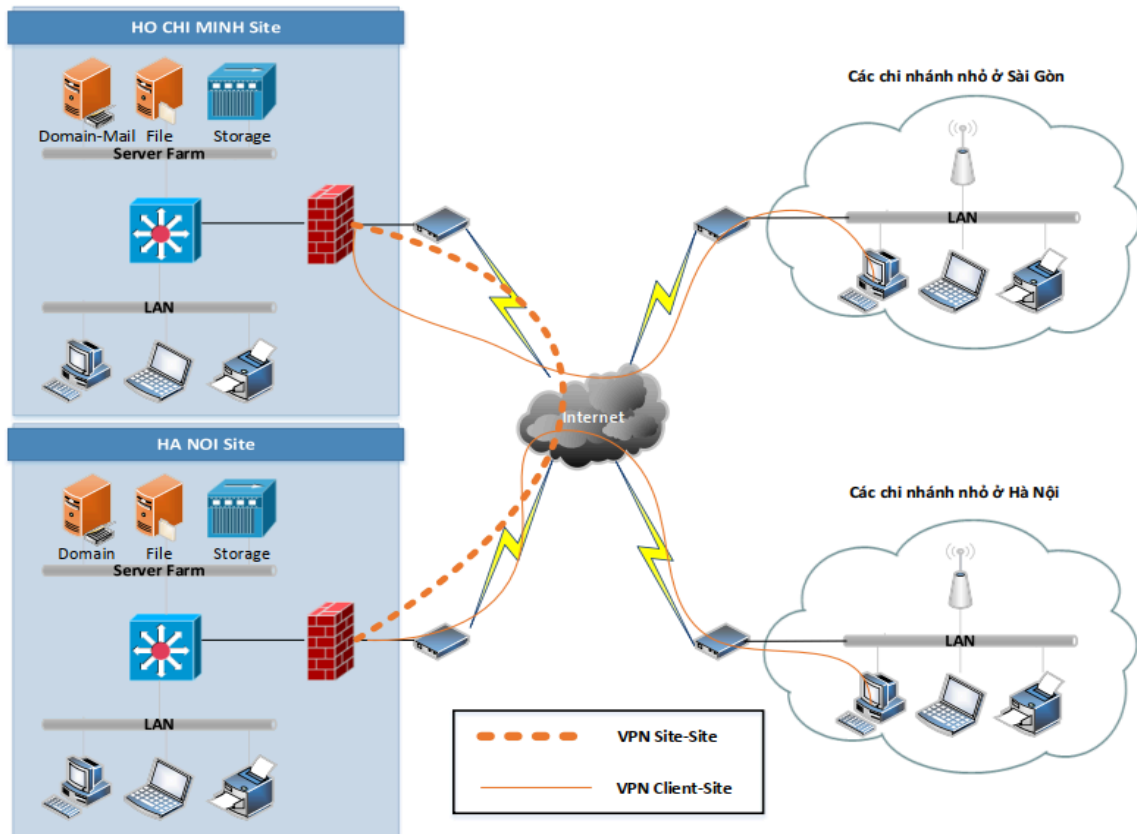 HO CHI MINH Site
Domain-Mail File Storage
Server Farm
LAN
HA NOI Site
Domain File Storage
Server Farm
LAN
Internet
Các chi nhánh nhỏ ở Sài Gòn
LAN
Các chi nhánh nhỏ ở Hà Nội
LAN
VPN Site-Site
VPN Client-Site